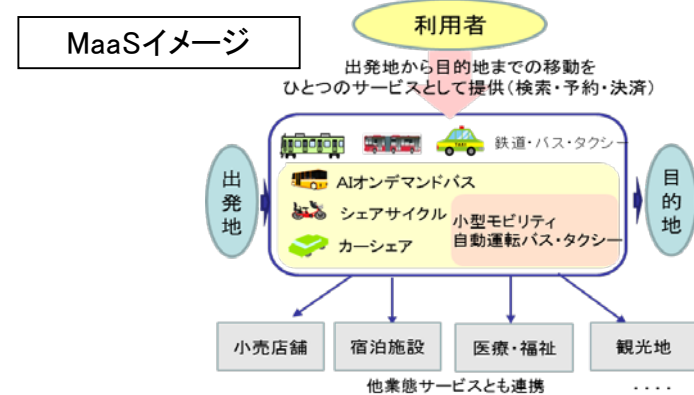 MaaSイメージ
利用者
出発地から目的地までの移動を
ひとつのサービスとして提供(検索・予約・決済)
TAXI
鉄道・バス・タクシー
出発地
AIオンデマンドバス
シェアサイクル
カーシェア
小型モビリティ
自動運転バス・タクシー
目的地
小売店舗
宿泊施設
医療・福祉
観光地
他業態サービスとも連携
・・・・